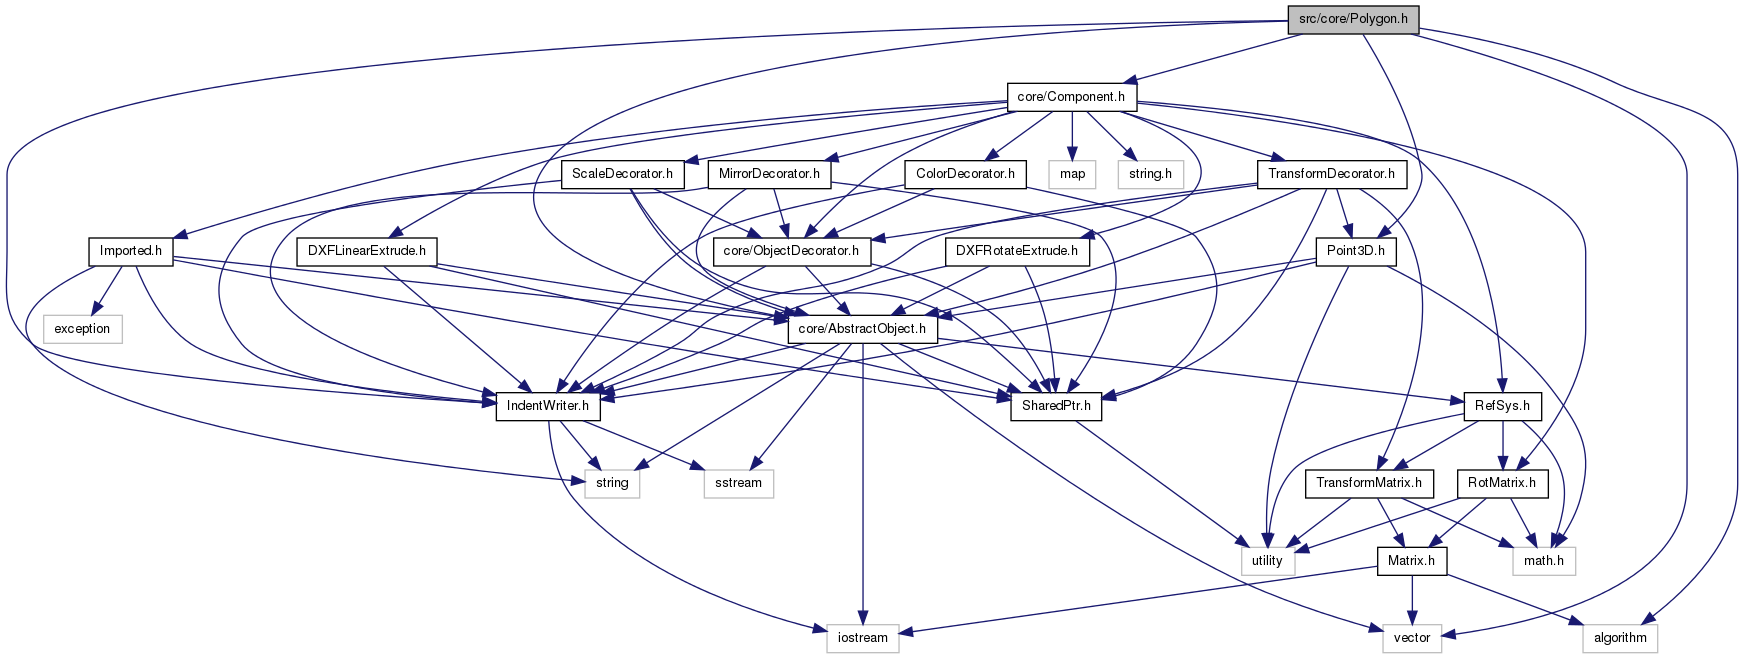 src/core/Polygon.h
core/Component.h
ScaleDecorator.h
MirrorDecorator.h
ColorDecorator.h
map
string.h
TransformDecorator.h
Imported.h
DXFLinearExtrude.h
core/ObjectDecorator.h
DXFRotateExtrude.h
Point3D.h
exception
core/AbstractObject.h
IndentWriter.h
SharedPtr.h
RefSys.h
string
sstream
TransformMatrix.h
RotMatrix.h
utility
Matrix.h
math.h
iostream
vector
algorithm